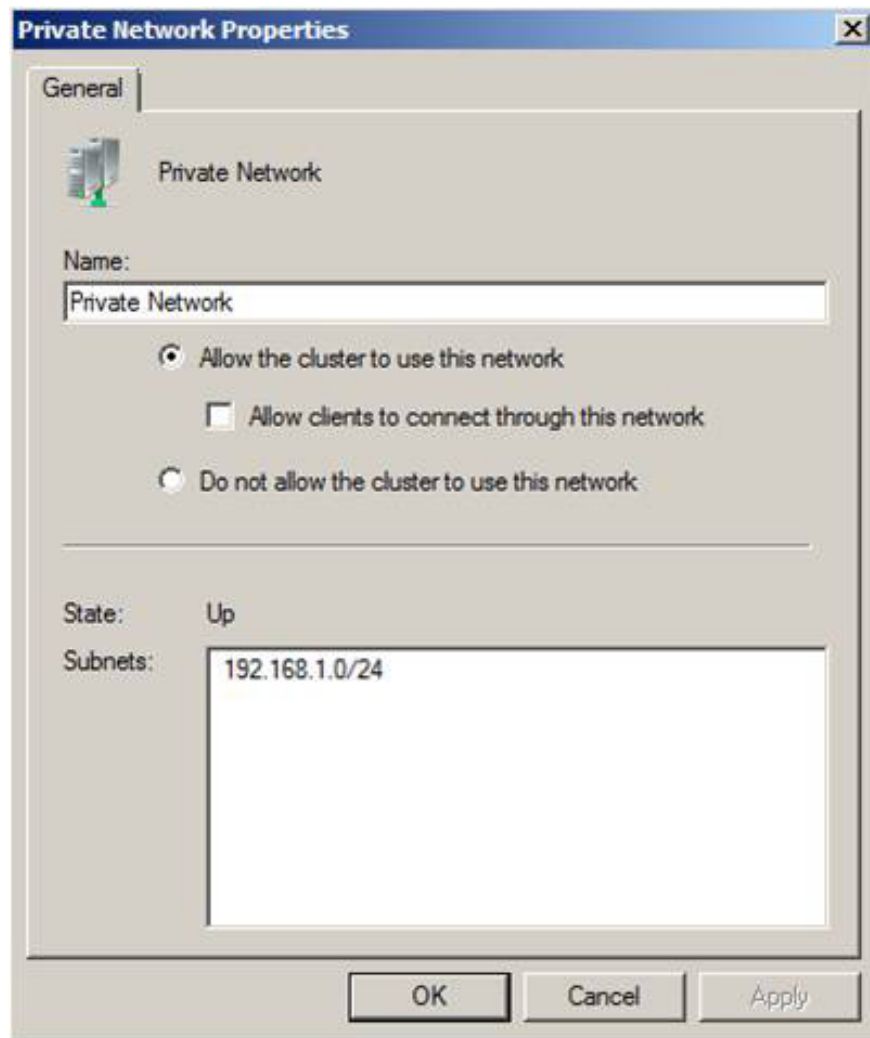 Private Network Properties
General
Private Network
Name:
Private Network
Allow the cluster to use this network
Allow clients to connect through this network
Do not allow the cluster to use this network
State: Up
Subnets: 192.168.1.0/24
OK Cancel Apply